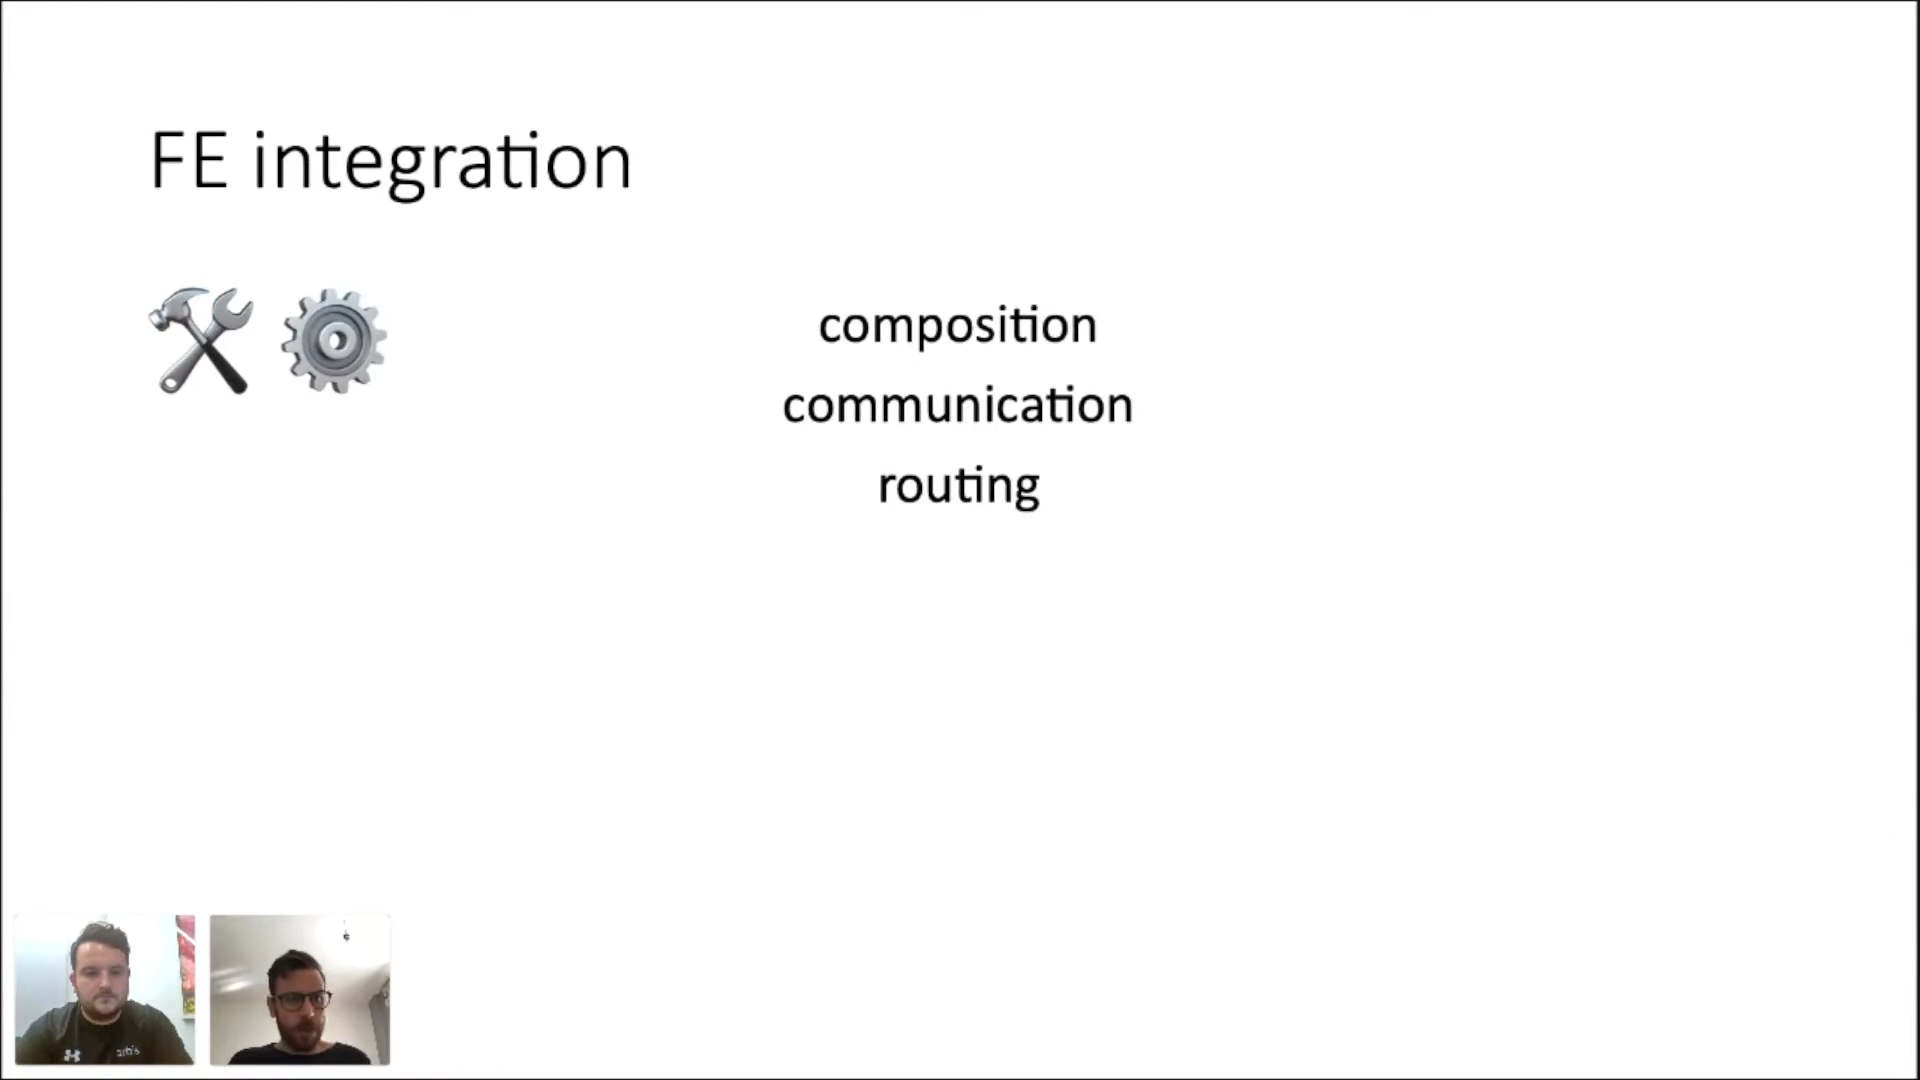 FE integration
composition
communication
routing